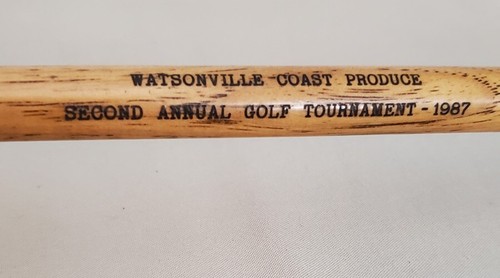 WATSONVILLE COAST PRODUCE
SECOND ANNUAL GOLF TOURNAMENT - 1987